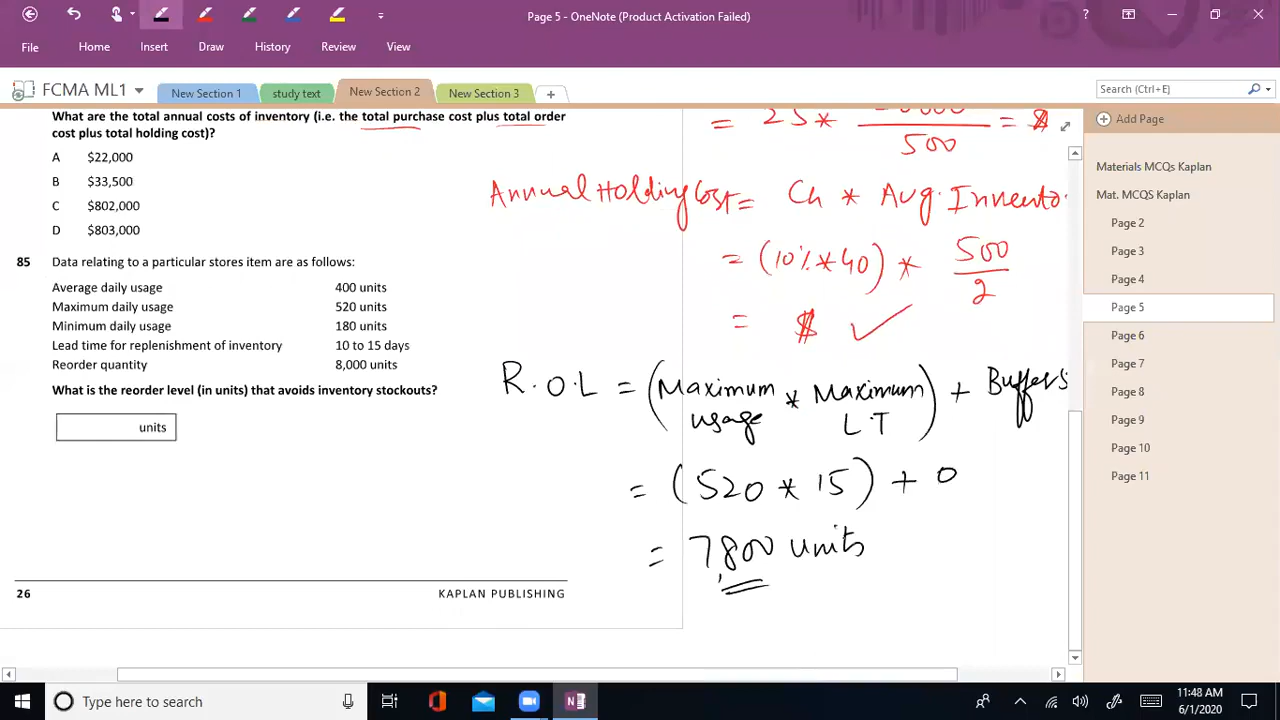 Page 5 - OneNote (Product Activation Failed)
File Home Insert Draw History Review View
FCMA ML1 New Section 1 study text New Section 2 New Section 3
Search (Ctrl+E)
What are the total annual costs of inventory (i.e. the total purchase cost plus total order
cost plus total holding cost)?
A $22,000
B $33,500
C $802,000
D $803,000
85 Data relating to a particular stores item are as follows:
Average daily usage 400 units
Maximum daily usage 520 units
Minimum daily usage 180 units
Lead time for replenishment of inventory 10 to 15 days
Reorder quantity 8,000 units
What is the reorder level (in units) that avoids inventory stockouts?
units
26 KAPLAN PUBLISHING
= 25 * / 500 = $
Annual Holding Cost = Ch * Avg. Invento
= (10% * 40) * 500 / 2
= $ ✓
R.O.L = (Maximum usage * Maximum L.T) + Buffer S
= (520 * 15) + 0
= 7,800 units
Add Page
Materials MCQs Kaplan
Mat. MCQS Kaplan
Page 2
Page 3
Page 4
Page 5
Page 6
Page 7
Page 8
Page 9
Page 10
Page 11
Type here to search
11:48 AM
6/1/2020